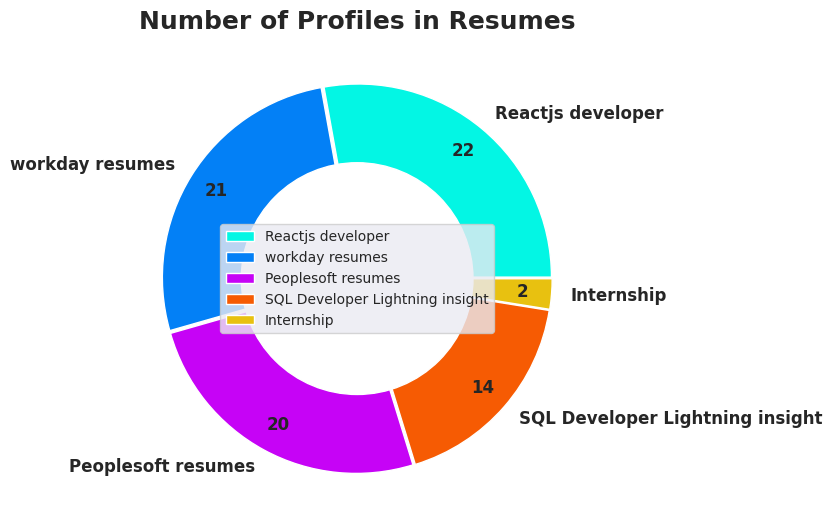 Number of Profiles in Resumes
Reactjs developer
22
workday resumes
21
Reactjs developer
workday resumes
Peoplesoft resumes
SQL Developer Lightning insight
Internship
2
Internship
14
SQL Developer Lightning insight
20
Peoplesoft resumes